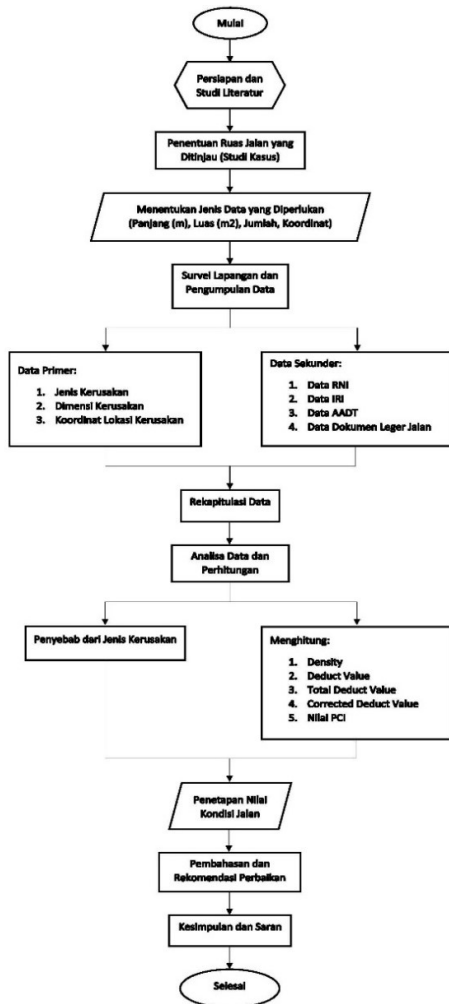 Mulai
Persiapan dan
Studi Literatur
Penentuan Ruas Jalan yang
Ditinjau (Studi Kasus)
Menentukan Jenis Data yang Diperlukan
(Panjang (m), Luas (m2), Jumlah, Koordinat)
Survei Lapangan dan
Pengumpulan Data
Data Primer:
1. Jenis Kerusakan
2. Dimensi Kerusakan
3. Koordinat Lokasi Kerusakan
Data Sekunder:
1. Data RNI
2. Data IRI
3. Data AADT
4. Data Dokumen Leger Jalan
Rekapitulasi Data
Analisa Data dan
Perhitungan
Penyebab dari Jenis Kerusakan
Menghitung:
1. Density
2. Deduct Value
3. Total Deduct Value
4. Corrected Deduct Value
5. Nilai PCI
Penetapan Nilai
Kondisi Jalan
Pembahasan dan
Rekomendasi Perbaikan
Kesimpulan dan Saran
Selesai